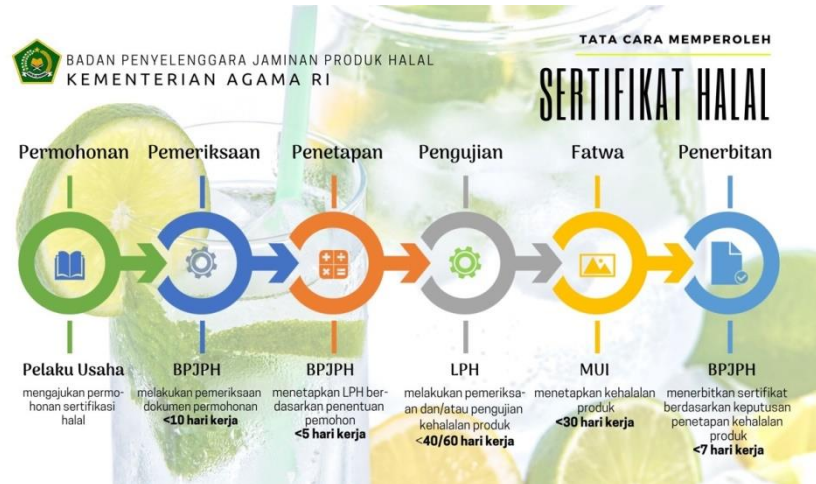 BADAN PENYELENGGARA JAMINAN PRODUK HALAL
KEMENTERIAN AGAMA RI
TATA CARA MEMPEROLEH
SERTIFIKAT HALAL
Permohonan
Pemeriksaan
Penetapan
Pengujian
Fatwa
Penerbitan
Pelaku Usaha
mengajukan permo-
honan sertifikasi
halal
BPJPH
melakukan pemeriksaan
dokumen permohonan
<10 hari kerja
BPJPH
menetapkan LPH ber-
dasarkan penentuan
pemohon
<5 hari kerja
LPH
melakukan pemeriksa-
an dan/atau pengujian
kehalalan produk
<40/60 hari kerja
MUI
menetapkan kehalalan
produk
<30 hari kerja
BPJPH
menerbitkan sertifikat
berdasarkan keputusan
penetapan kehalalan
produk
<7 hari kerja